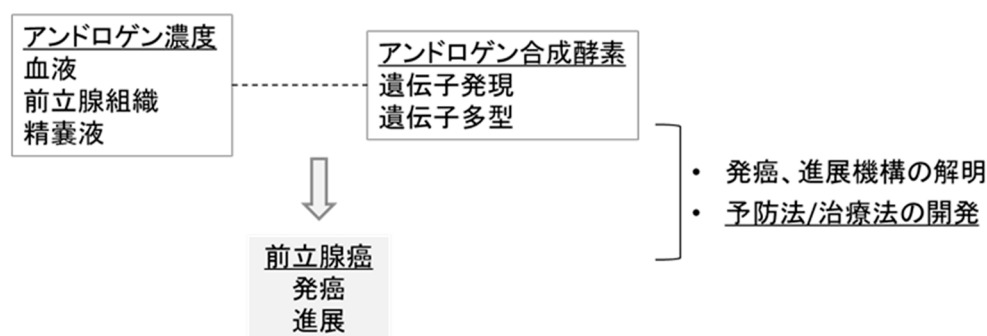 アンドロゲン濃度
血液
前立腺組織
精嚢液
アンドロゲン合成酵素
遺伝子発現
遺伝子多型
• 発癌、進展機構の解明
• 予防法/治療法の開発
前立腺癌
発癌
進展